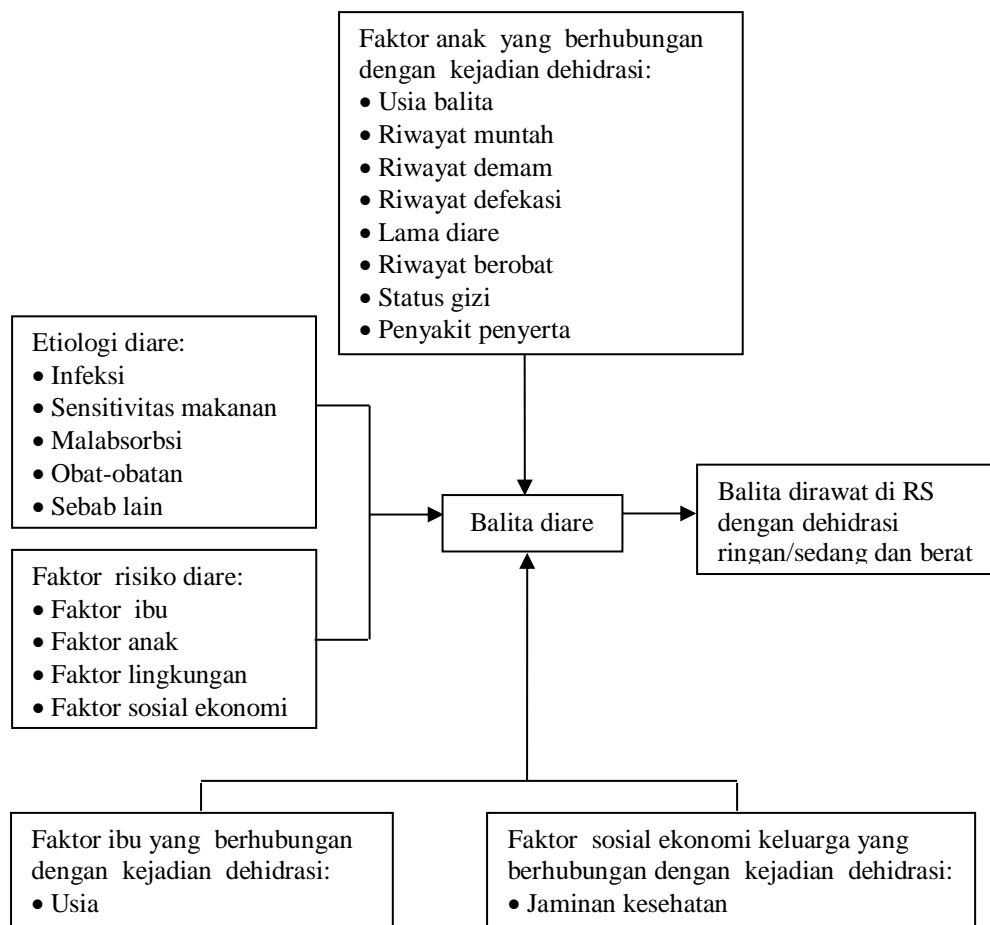 Faktor anak yang berhubungan
dengan kejadian dehidrasi:
• Usia balita
• Riwayat muntah
• Riwayat demam
• Riwayat defekasi
• Lama diare
• Riwayat berobat
• Status gizi
• Penyakit penyerta
Etiologi diare:
• Infeksi
• Sensitivitas makanan
• Malabsorbsi
• Obat-obatan
• Sebab lain
Balita diare
Balita dirawat di RS
dengan dehidrasi
ringan/sedang dan berat
Faktor risiko diare:
• Faktor ibu
• Faktor anak
• Faktor lingkungan
• Faktor sosial ekonomi
Faktor ibu yang berhubungan
dengan kejadian dehidrasi:
• Usia
Faktor sosial ekonomi keluarga yang
berhubungan dengan kejadian dehidrasi:
• Jaminan kesehatan